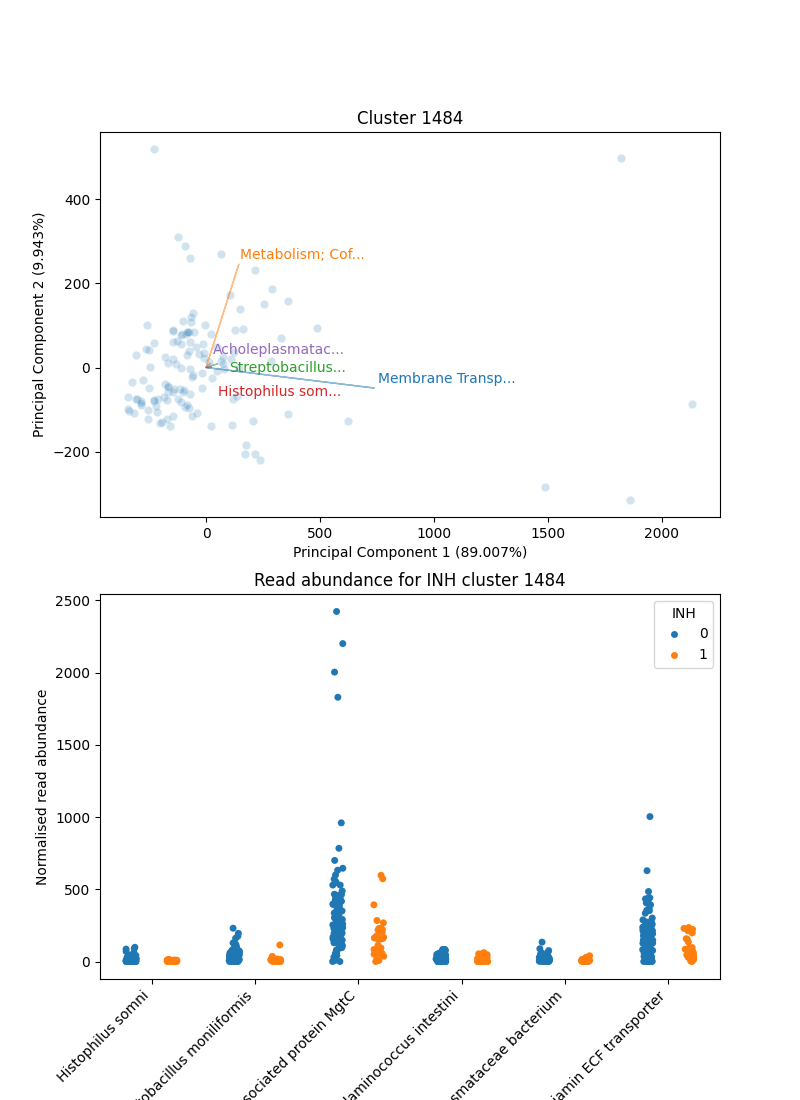 Cluster 1484
Principal Component 2 (9.943%)
400
200
0
−200
Metabolism; Cof...
Acholeplasmatac...
Streptobacillus...
Membrane Transp...
Histophilus som...
0
500
1000
1500
2000
Principal Component 1 (89.007%)
Read abundance for INH cluster 1484
Normalised read abundance
2500
2000
1500
1000
500
0
INH
0
1
Histophilus somni
obacillus moniliformis
sociated protein MgtC
laminococcus intestini
smataceae bacterium
iamin ECF transporter